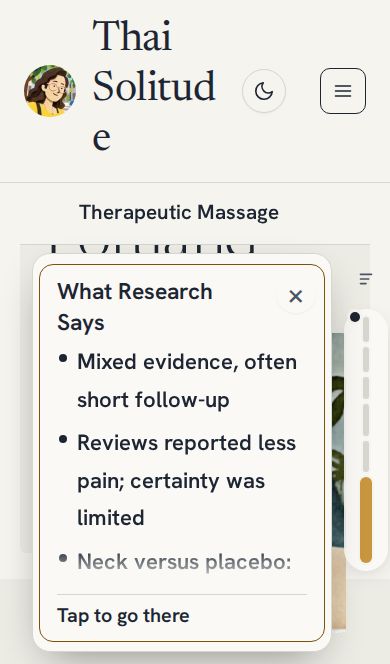 Thai
Solitud
e
Therapeutic Massage
Portland
What Research
Says
Mixed evidence, often
short follow-up
Reviews reported less
pain; certainty was
limited
Neck versus placebo:
Tap to go there